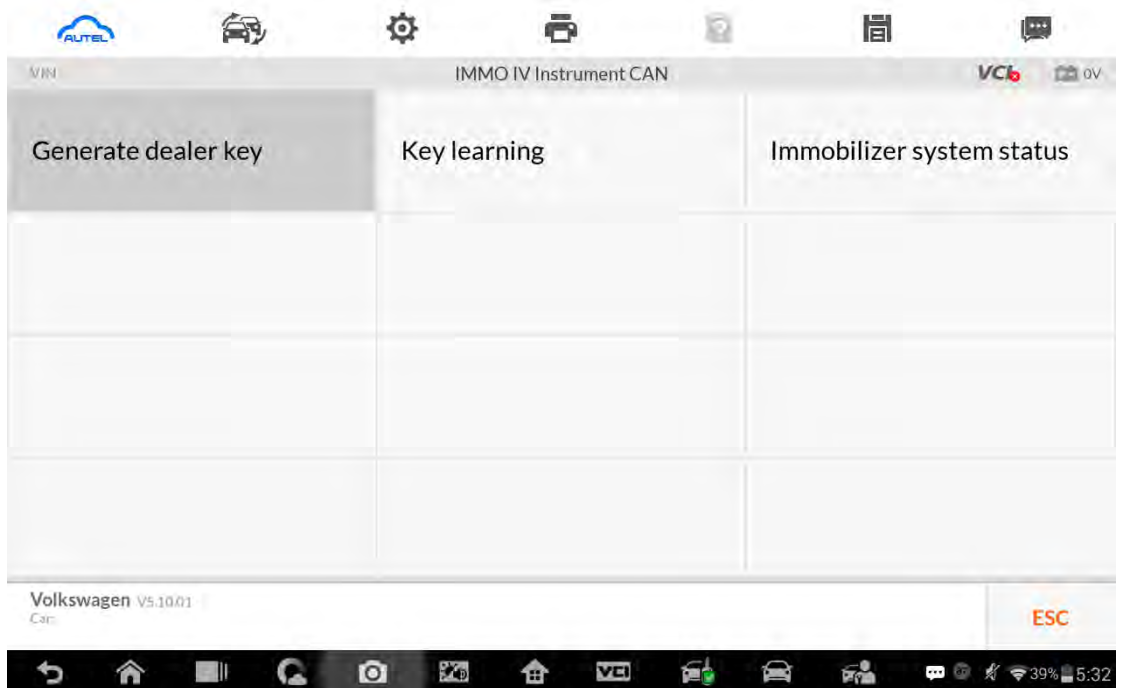 AUTEL
VIN IMMO IV Instrument CAN VCI 0V
Generate dealer key Key learning Immobilizer system status
Volkswagen V5.10.01
Car:
ESC
VCI 39% 5:32